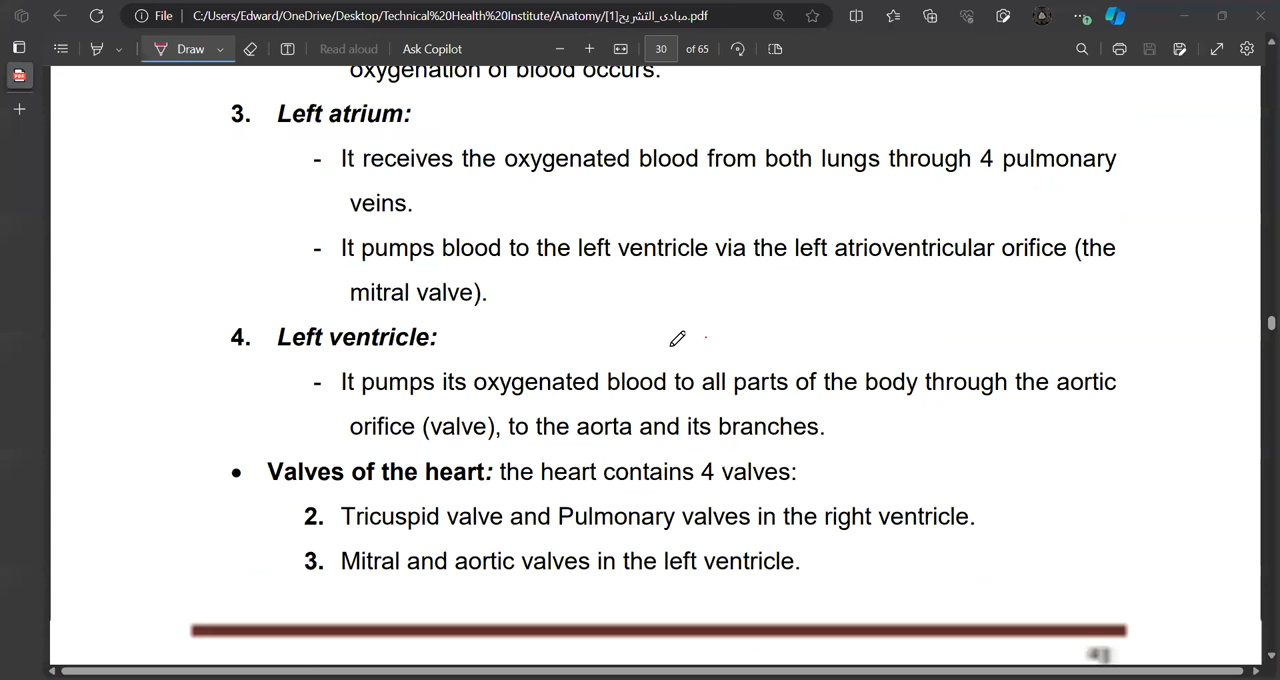 File C:/Users/Edward/OneDrive/Desktop/Technical%20Health%20Institute/Anatomy/[1]مبادى_التشريح.pdf
Draw Read aloud Ask Copilot 30 of 65
oxygenation of blood occurs.
3. Left atrium:
- It receives the oxygenated blood from both lungs through 4 pulmonary
veins.
- It pumps blood to the left ventricle via the left atrioventricular orifice (the
mitral valve).
4. Left ventricle:
- It pumps its oxygenated blood to all parts of the body through the aortic
orifice (valve), to the aorta and its branches.
• Valves of the heart: the heart contains 4 valves:
2. Tricuspid valve and Pulmonary valves in the right ventricle.
3. Mitral and aortic valves in the left ventricle.